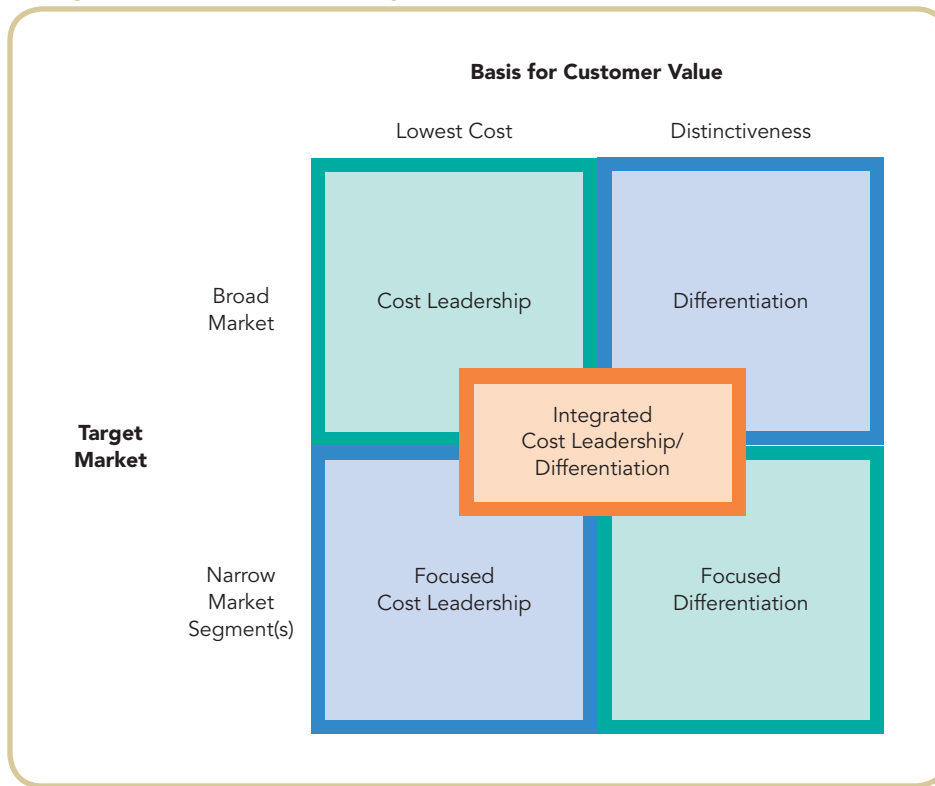 Basis for Customer Value
Lowest Cost
Distinctiveness
Broad
Market
Cost Leadership
Differentiation
Target
Market
Integrated
Cost Leadership/
Differentiation
Narrow
Market
Segment(s)
Focused
Cost Leadership
Focused
Differentiation